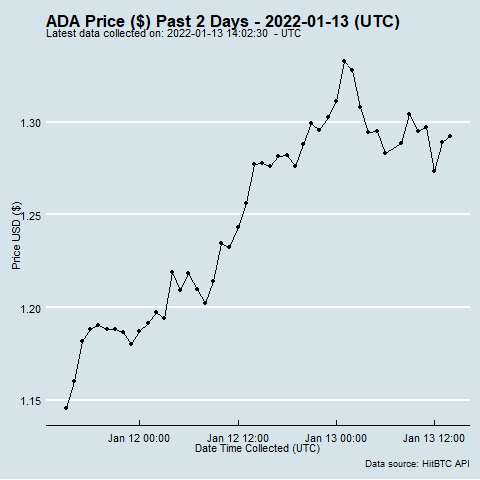 ADA Price ($) Past 2 Days - 2022-01-13 (UTC)
Latest data collected on: 2022-01-13 14:02:30 - UTC
1.30
1.25
1.20
1.15
Price USD ($)
Jan 12 00:00 Jan 12 12:00 Jan 13 00:00 Jan 13 12:00
Date Time Collected (UTC)
Data source: HitBTC API